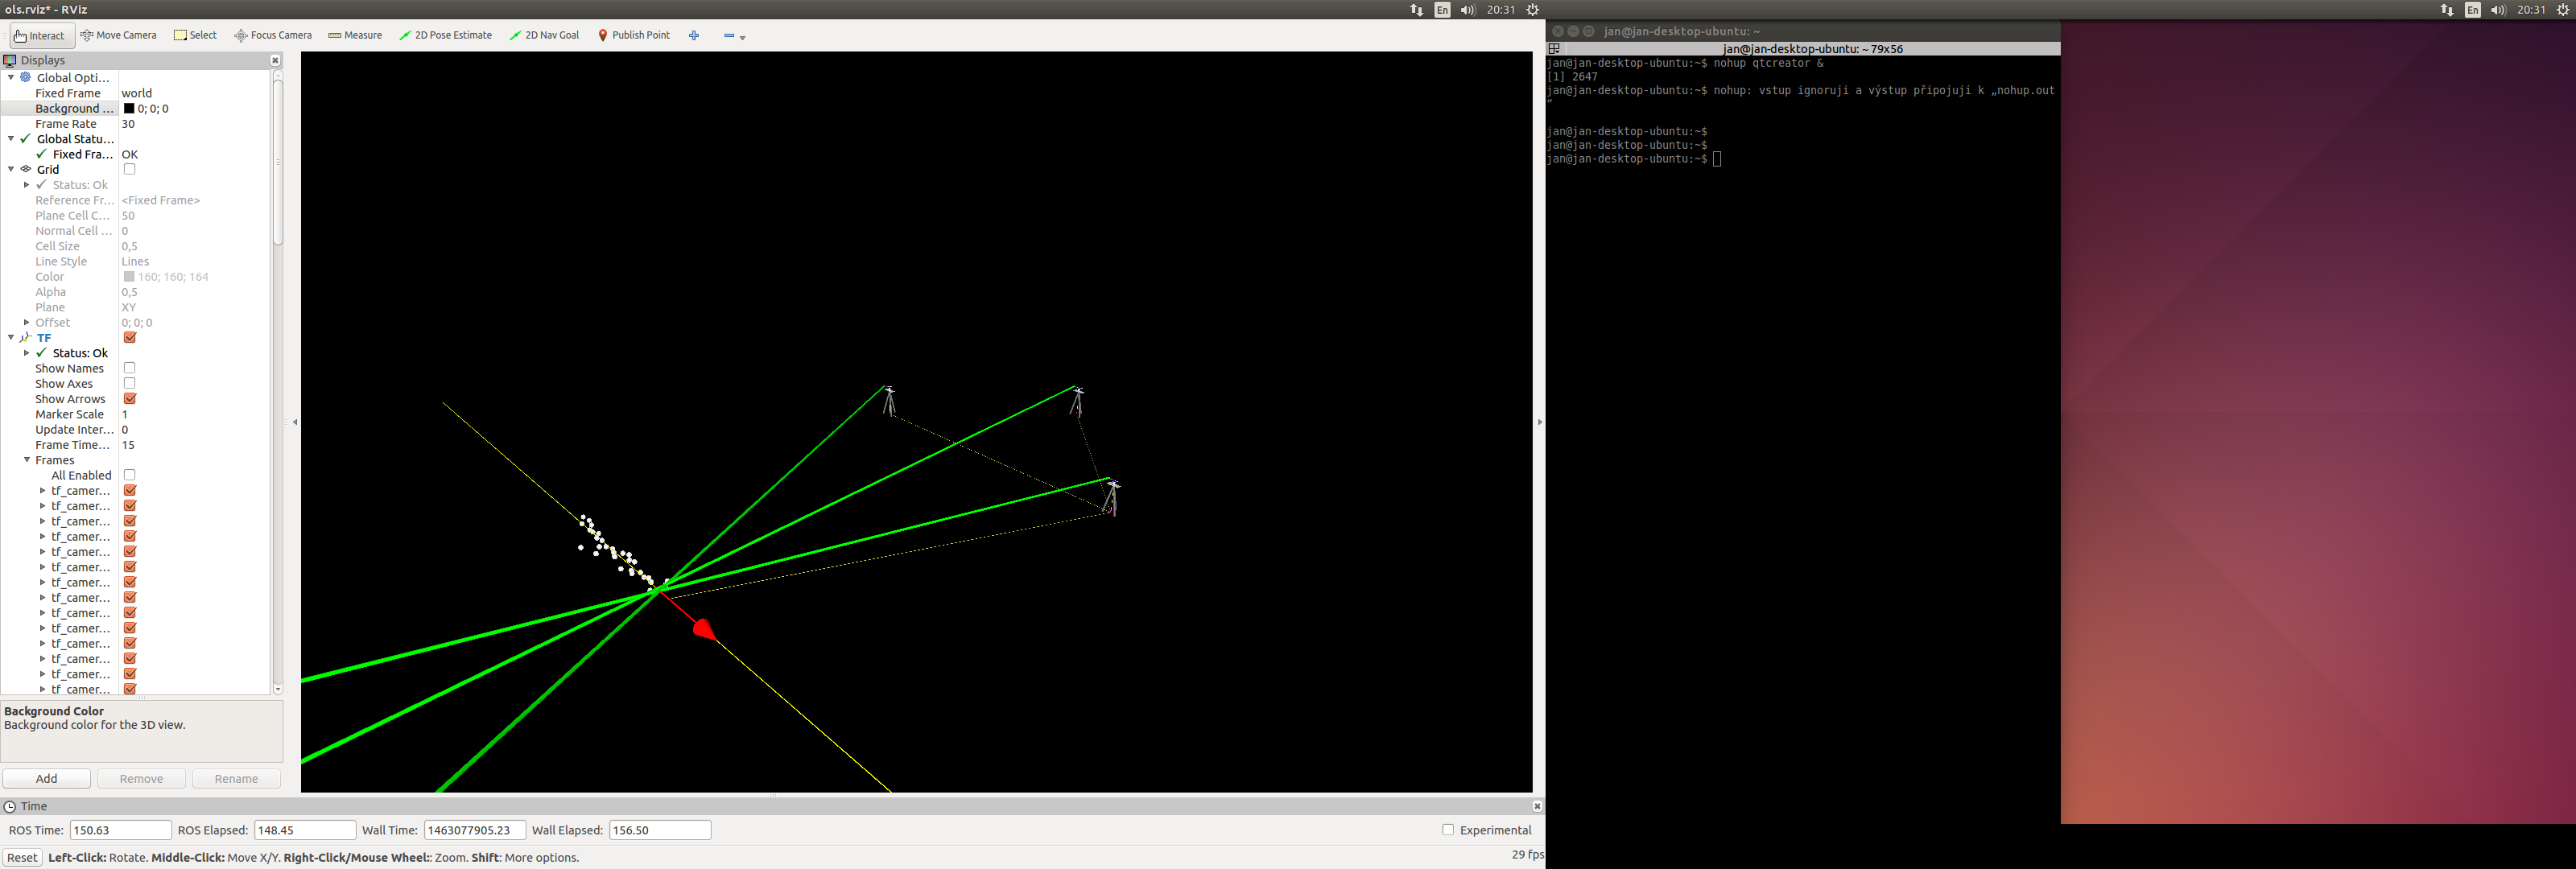 ols.rviz* - RViz
En 20:31
Interact Move Camera Select Focus Camera Measure 2D Pose Estimate 2D Nav Goal Publish Point
Displays
Global Opti...
Fixed Frame world
Background ... 0; 0; 0
Frame Rate 30
Global Statu...
Fixed Fra... OK
Grid
Status: Ok
Reference Fr... <Fixed Frame>
Plane Cell C... 50
Normal Cell ... 0
Cell Size 0,5
Line Style Lines
Color 160; 160; 164
Alpha 0,5
Plane XY
Offset 0; 0; 0
TF
Status: Ok
Show Names
Show Axes
Show Arrows
Marker Scale 1
Update Inter... 0
Frame Time... 15
Frames
All Enabled
tf_camer...
tf_camer...
tf_camer...
tf_camer...
tf_camer...
tf_camer...
tf_camer...
tf_camer...
tf_camer...
tf_camer...
tf_camer...
tf_camer...
tf_camer...
tf_camer...
Background Color
Background color for the 3D view.
Add Remove Rename
Time
ROS Time: 150.63 ROS Elapsed: 148.45 Wall Time: 1463077905.23 Wall Elapsed: 156.50 Experimental
Reset Left-Click: Rotate. Middle-Click: Move X/Y. Right-Click/Mouse Wheel:: Zoom. Shift: More options. 29 fps
En 20:31
jan@jan-desktop-ubuntu: ~
jan@jan-desktop-ubuntu: ~ 79x56
jan@jan-desktop-ubuntu:~$ nohup qtcreator &
[1] 2647
jan@jan-desktop-ubuntu:~$ nohup: vstup ignoruji a výstup připojuji k „nohup.out
“
jan@jan-desktop-ubuntu:~$
jan@jan-desktop-ubuntu:~$
jan@jan-desktop-ubuntu:~$